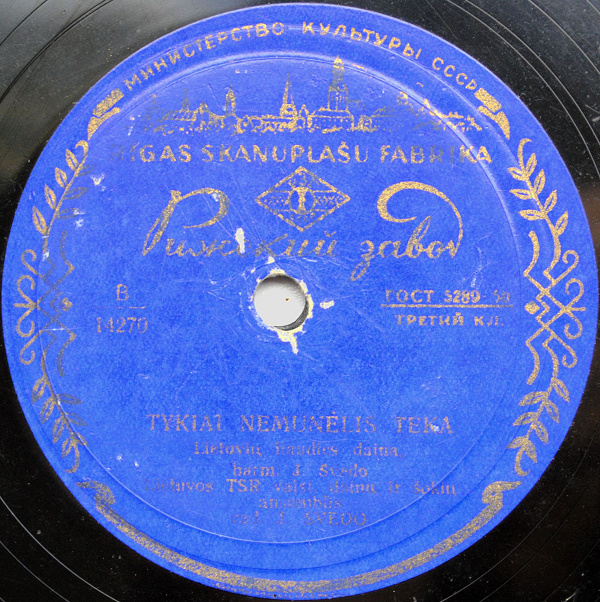 МИНИСТЕРСТВО КУЛЬТУРЫ СССР
RIGAS SKAŅUPLAŠU FABRIKA
Рижский завод
В
14270
ГОСТ 5289-50
ТРЕТИЙ КЛ.
TYKIAI NEMUNĖLIS TEKA
Lietuvių liaudies daina
harm. J. Švedo
Lietuvos TSR valst. dainų ir šokių
ansamblis
vad. J. ŠVEDO